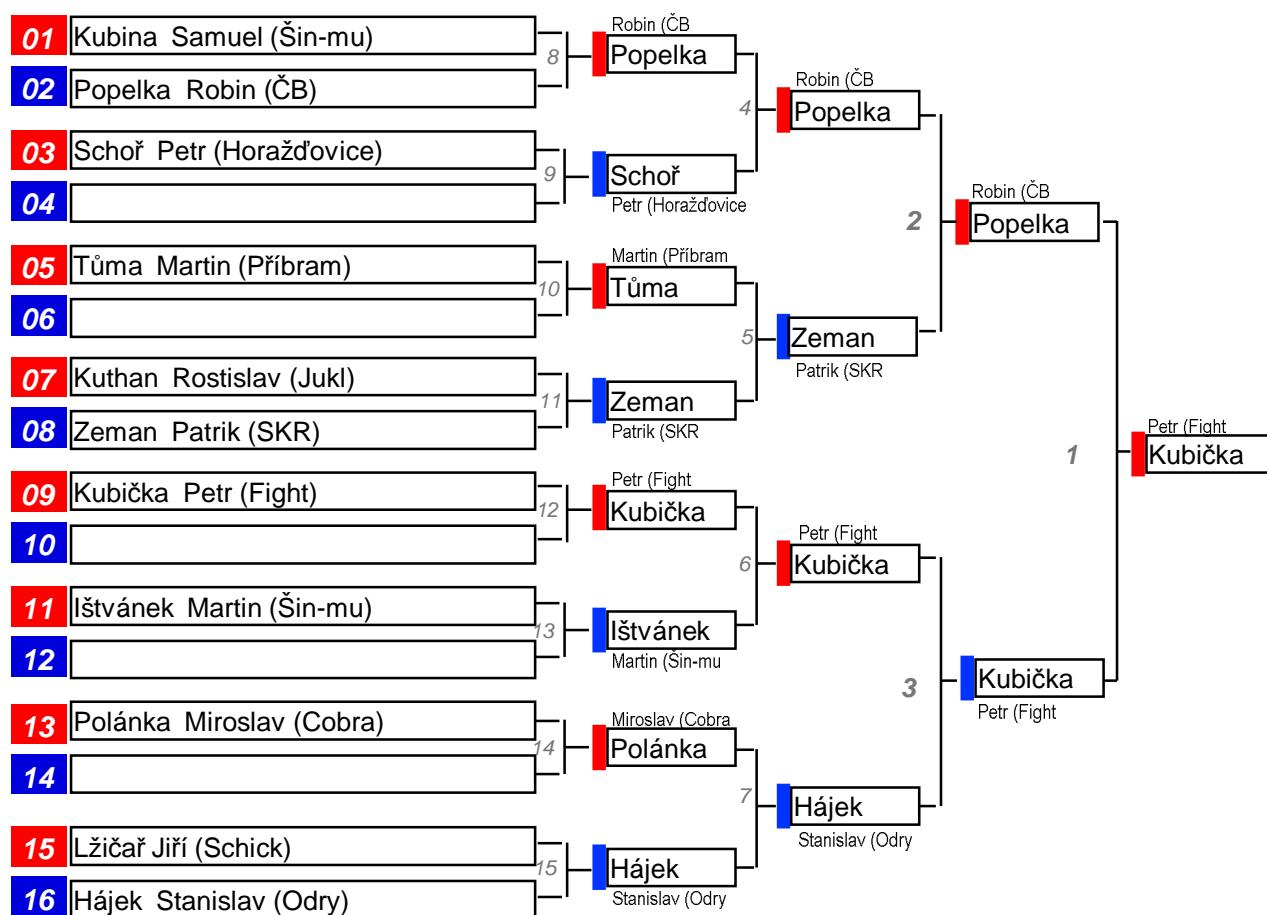 01 Kubina Samuel (Šin-mu)
02 Popelka Robin (ČB)
03 Schoř Petr (Horažďovice)
04
05 Tůma Martin (Příbram)
06
07 Kuthan Rostislav (Jukl)
08 Zeman Patrik (SKR)
09 Kubička Petr (Fight)
10
11 Ištvánek Martin (Šin-mu)
12
13 Polánka Miroslav (Cobra)
14
15 Lžičař Jiří (Schick)
16 Hájek Stanislav (Odry)
8
9
10
11
12
13
14
15
Robin (ČB
Popelka
Schoř
Petr (Horažďovice
Martin (Příbram
Tůma
Zeman
Patrik (SKR
Petr (Fight
Kubička
Ištvánek
Martin (Šin-mu
Miroslav (Cobra
Polánka
Hájek
Stanislav (Odry
4
5
6
7
Robin (ČB
Popelka
Zeman
Patrik (SKR
Petr (Fight
Kubička
Hájek
Stanislav (Odry
2
3
Robin (ČB
Popelka
Kubička
Petr (Fight
1
Petr (Fight
Kubička